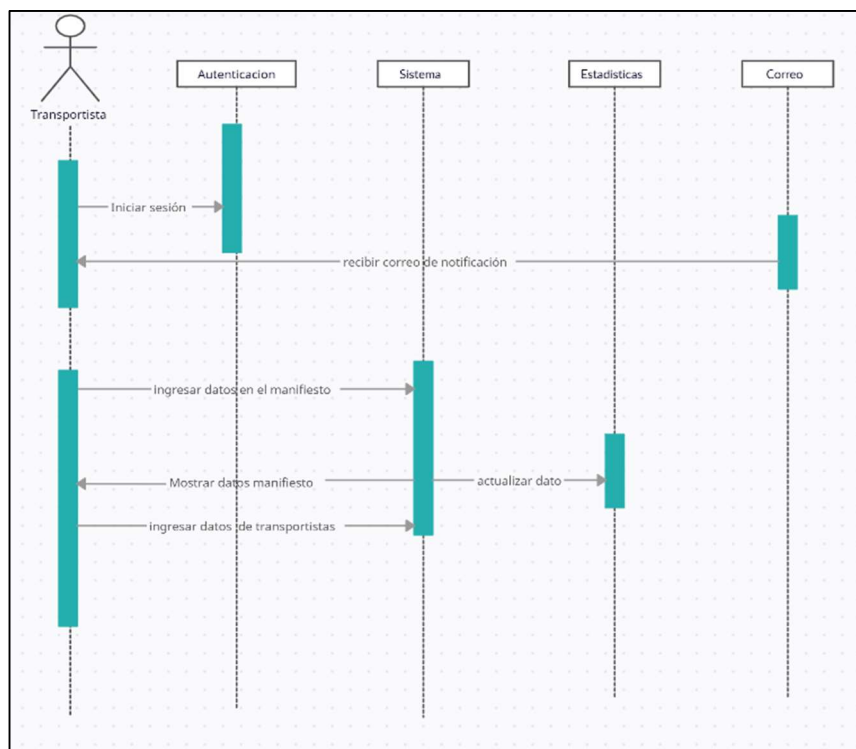 Transportista
Autenticacion
Sistema
Estadisticas
Correo
Iniciar sesión
recibir correo de notificación
Ingresar datos en el manifiesto
Mostrar datos manifiesto
actualizar dato
ingresar datos de transportistas